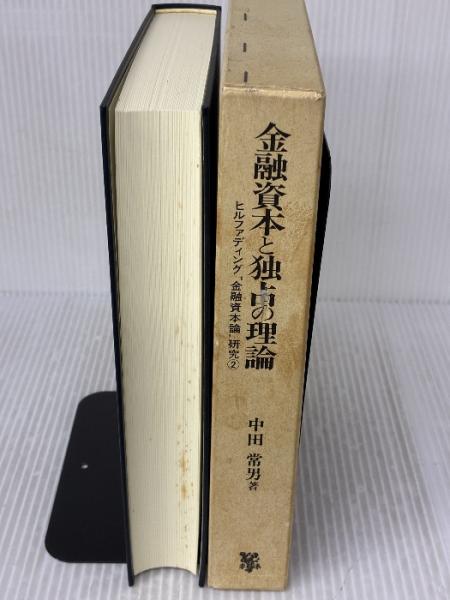 金融資本と独占の理論
ヒルファディング『金融資本論』研究②
中田常男著